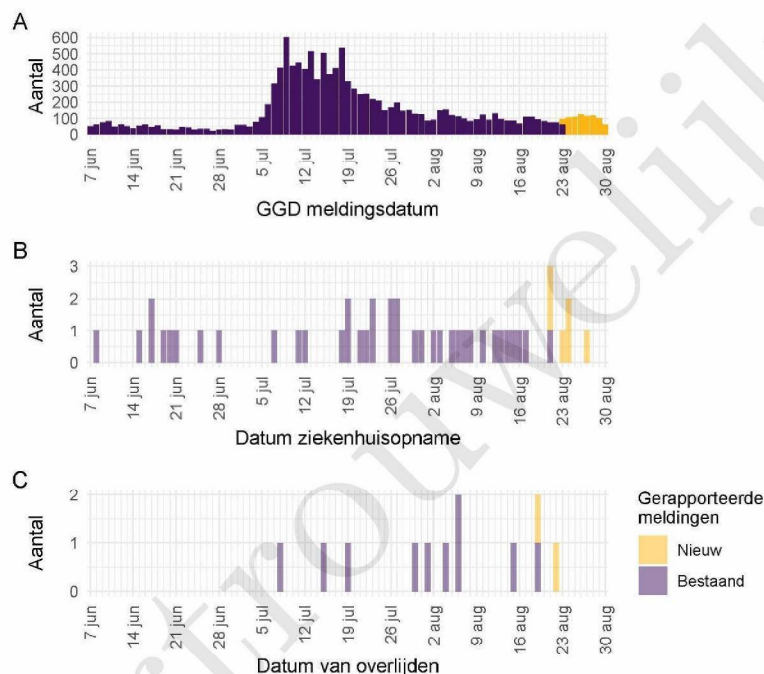 A
Aantal
600
500
400
300
200
100
0
7 jun
14 jun
21 jun
28 jun
5 jul
12 jul
19 jul
26 jul
2 aug
9 aug
16 aug
23 aug
30 aug
GGD meldingsdatum
B
Aantal
3
2
1
0
7 jun
14 jun
21 jun
28 jun
5 jul
12 jul
19 jul
26 jul
2 aug
9 aug
16 aug
23 aug
30 aug
Datum ziekenhuisopname
C
Aantal
2
1
0
7 jun
14 jun
21 jun
28 jun
5 jul
12 jul
19 jul
26 jul
2 aug
9 aug
16 aug
23 aug
30 aug
Datum van overlijden
Gerapporteerde
meldingen
Nieuw
Bestaand
rtrouwelijk